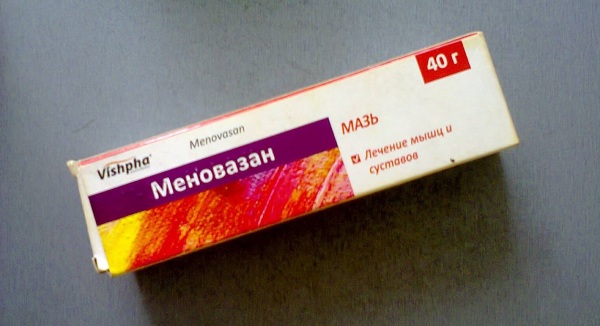 40 г
Vishpha
Menovasan
Меновазан
МАЗЬ
Лечение мышц и
суставов